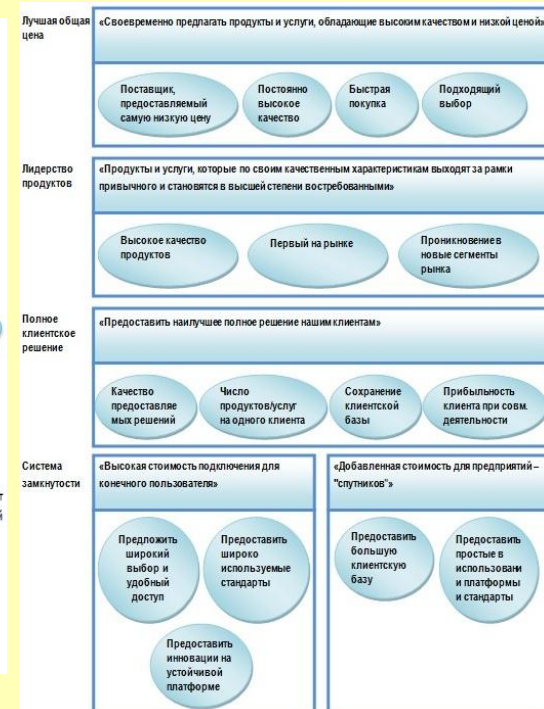 Лучшая общая
цена
«Своевременно предлагать продукты и услуги, обладающие высоким качеством и низкой ценой»
Поставщик,
предоставляемый
самую низкую цену
Постоянно
высокое
качество
Быстрая
покупка
Подходящий
выбор
Лидерство
продуктов
«Продукты и услуги, которые по своим качественным характеристикам выходят за рамки
привычного и становятся в высшей степени востребованными»
Высокое качество
продуктов
Первый на рынке
Проникновение в
новые сегменты
рынка
Полное
клиентское
решение
«Предоставить наилучшее полное решение нашим клиентам»
Качество
предоставляе
мых решений
Число
продуктов/услуг
на одного клиента
Сохранение
клиентской
базы
Прибыльность
клиента при совм.
деятельности
Система
замкнутости
«Высокая стоимость подключения для
конечного пользователя»
Предложить
широкий
выбор и
удобный
доступ
Предоставить
широко
используемые
стандарты
Предоставить
инновации на
устойчивой
платформе
«Добавленная стоимость для предприятий –
"спутников"»
Предоставить
большую
клиентскую
базу
Предоставить
простые в
использовани
и платформы
и стандарты